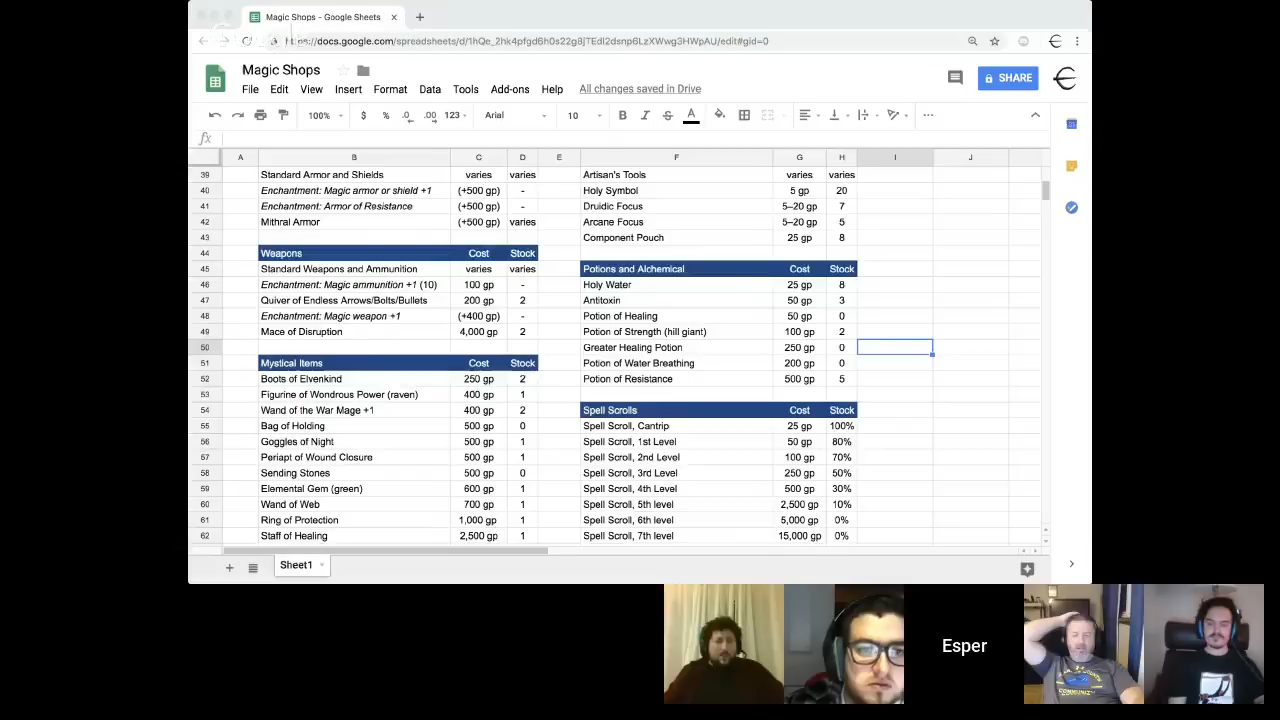 Magic Shops - Google Sheets
https://docs.google.com/spreadsheets/d/1hQe_2hk4pfgd6h0s22g8jTEdl2dsnp6LzXWwg3HWpAU/edit#gid=0
Magic Shops
SHARE
File Edit View Insert Format Data Tools Add-ons Help All changes saved in Drive
100% $ % .0 .00 123 Arial 10 B I S A
fx
A B C D E F G H I J
39 Standard Armor and Shields varies varies Artisan's Tools varies varies
40 Enchantment: Magic armor or shield +1 (+500 gp) - Holy Symbol 5 gp 20
41 Enchantment: Armor of Resistance (+500 gp) - Druidic Focus 5–20 gp 7
42 Mithral Armor (+500 gp) varies Arcane Focus 5–20 gp 5
43 Component Pouch 25 gp 8
44 Weapons Cost Stock
45 Standard Weapons and Ammunition varies varies Potions and Alchemical Cost Stock
46 Enchantment: Magic ammunition +1 (10) 100 gp - Holy Water 25 gp 8
47 Quiver of Endless Arrows/Bolts/Bullets 200 gp 2 Antitoxin 50 gp 3
48 Enchantment: Magic weapon +1 (+400 gp) - Potion of Healing 50 gp 0
49 Mace of Disruption 4,000 gp 2 Potion of Strength (hill giant) 100 gp 2
50 Greater Healing Potion 250 gp 0
51 Mystical Items Cost Stock Potion of Water Breathing 200 gp 0
52 Boots of Elvenkind 250 gp 2 Potion of Resistance 500 gp 5
53 Figurine of Wondrous Power (raven) 400 gp 1
54 Wand of the War Mage +1 400 gp 2 Spell Scrolls Cost Stock
55 Bag of Holding 500 gp 0 Spell Scroll, Cantrip 25 gp 100%
56 Goggles of Night 500 gp 1 Spell Scroll, 1st Level 50 gp 80%
57 Periapt of Wound Closure 500 gp 1 Spell Scroll, 2nd Level 100 gp 70%
58 Sending Stones 500 gp 0 Spell Scroll, 3rd Level 250 gp 50%
59 Elemental Gem (green) 600 gp 1 Spell Scroll, 4th Level 500 gp 30%
60 Wand of Web 700 gp 1 Spell Scroll, 5th level 2,500 gp 10%
61 Ring of Protection 1,000 gp 1 Spell Scroll, 6th level 5,000 gp 0%
62 Staff of Healing 2,500 gp 1 Spell Scroll, 7th level 15,000 gp 0%
Sheet1
Esper
COMMUNITY